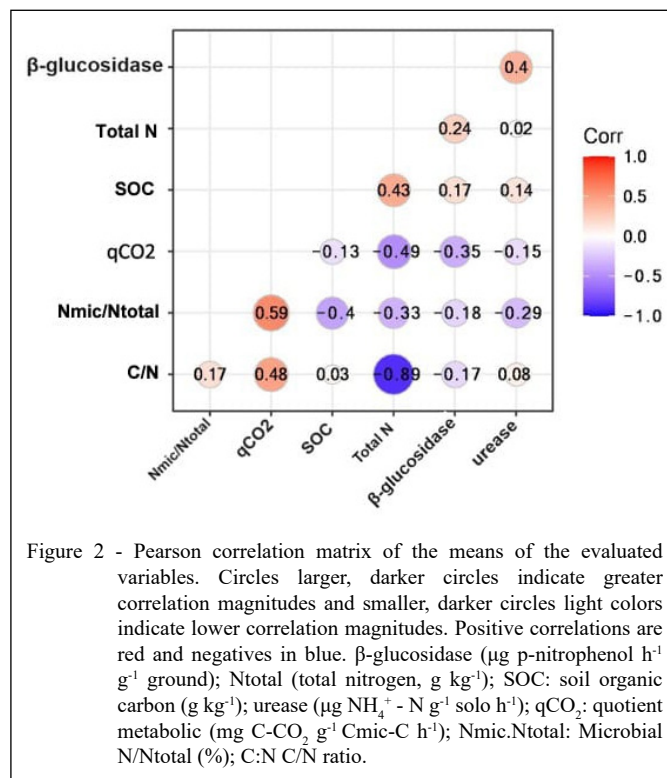 β-glucosidase 0.4
Total N 0.24 0.02 Corr
1.0
SOC 0.43 0.17 0.14 0.5
qCO2 −0.13 −0.49 −0.35 −0.15 0.0
−0.5
Nmic/Ntotal 0.59 −0.4 −0.33 −0.18 −0.29 −1.0
C/N 0.17 0.48 0.03 −0.89 −0.17 0.08
Nmic/Ntotal qCO2 SOC Total N β-glucosidase urease
Figure 2 - Pearson correlation matrix of the means of the evaluated
variables. Circles larger, darker circles indicate greater
correlation magnitudes and smaller, darker circles light colors
indicate lower correlation magnitudes. Positive correlations are
red and negatives in blue. β-glucosidase (μg p-nitrophenol h⁻¹
g⁻¹ ground); Ntotal (total nitrogen, g kg⁻¹); SOC: soil organic
carbon (g kg⁻¹); urease (μg NH₄⁺ - N g⁻¹ solo h⁻¹); qCO₂: quotient
metabolic (mg C-CO₂ g⁻¹ Cmic-C h⁻¹); Nmic.Ntotal: Microbial
N/Ntotal (%); C:N C/N ratio.